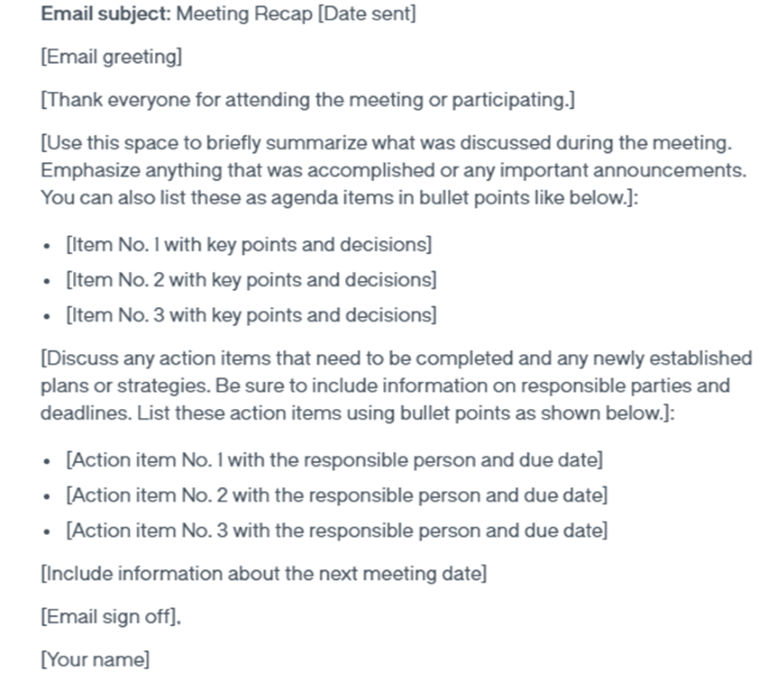 Email subject: Meeting Recap [Date sent]
[Email greeting]
[Thank everyone for attending the meeting or participating.]
[Use this space to briefly summarize what was discussed during the meeting.
Emphasize anything that was accomplished or any important announcements.
You can also list these as agenda items in bullet points like below.]:
• [Item No. 1 with key points and decisions]
• [Item No. 2 with key points and decisions]
• [Item No. 3 with key points and decisions]
[Discuss any action items that need to be completed and any newly established
plans or strategies. Be sure to include information on responsible parties and
deadlines. List these action items using bullet points as shown below.]:
• [Action item No. 1 with the responsible person and due date]
• [Action item No. 2 with the responsible person and due date]
• [Action item No. 3 with the responsible person and due date]
[Include information about the next meeting date]
[Email sign off],
[Your name]